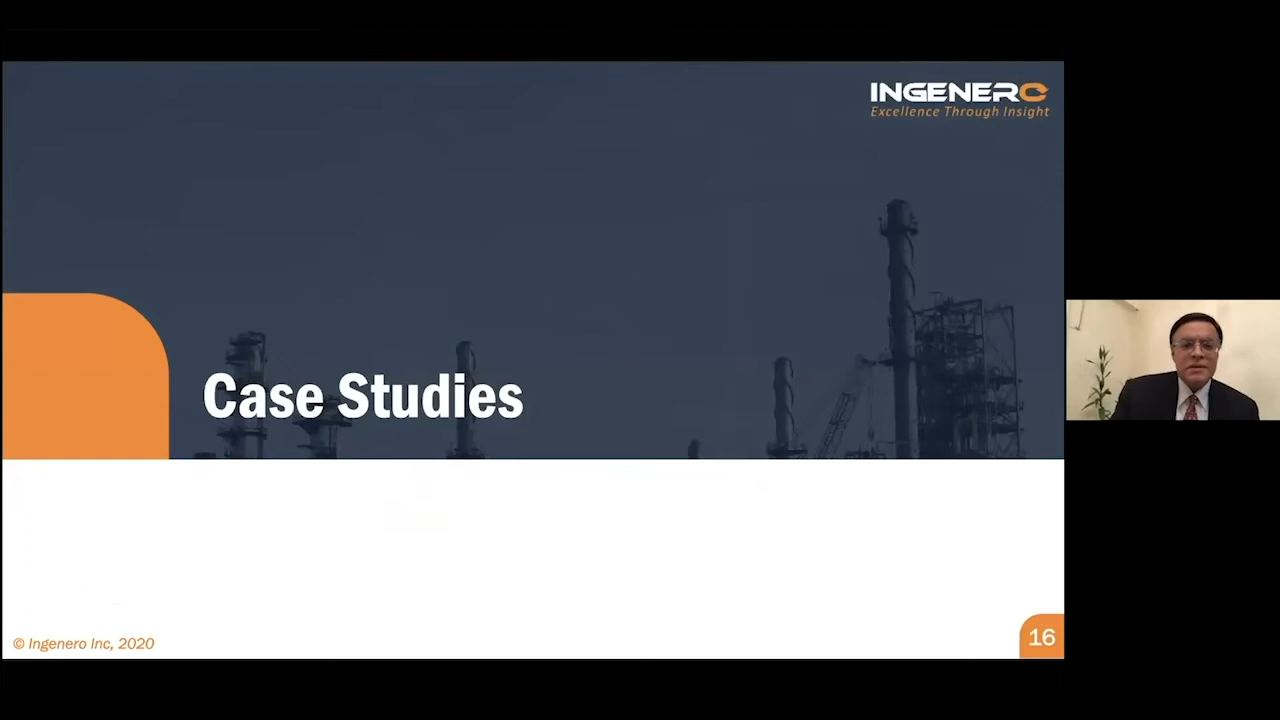 INGENERO
Excellence Through Insight
Case Studies
© Ingenero Inc, 2020
16